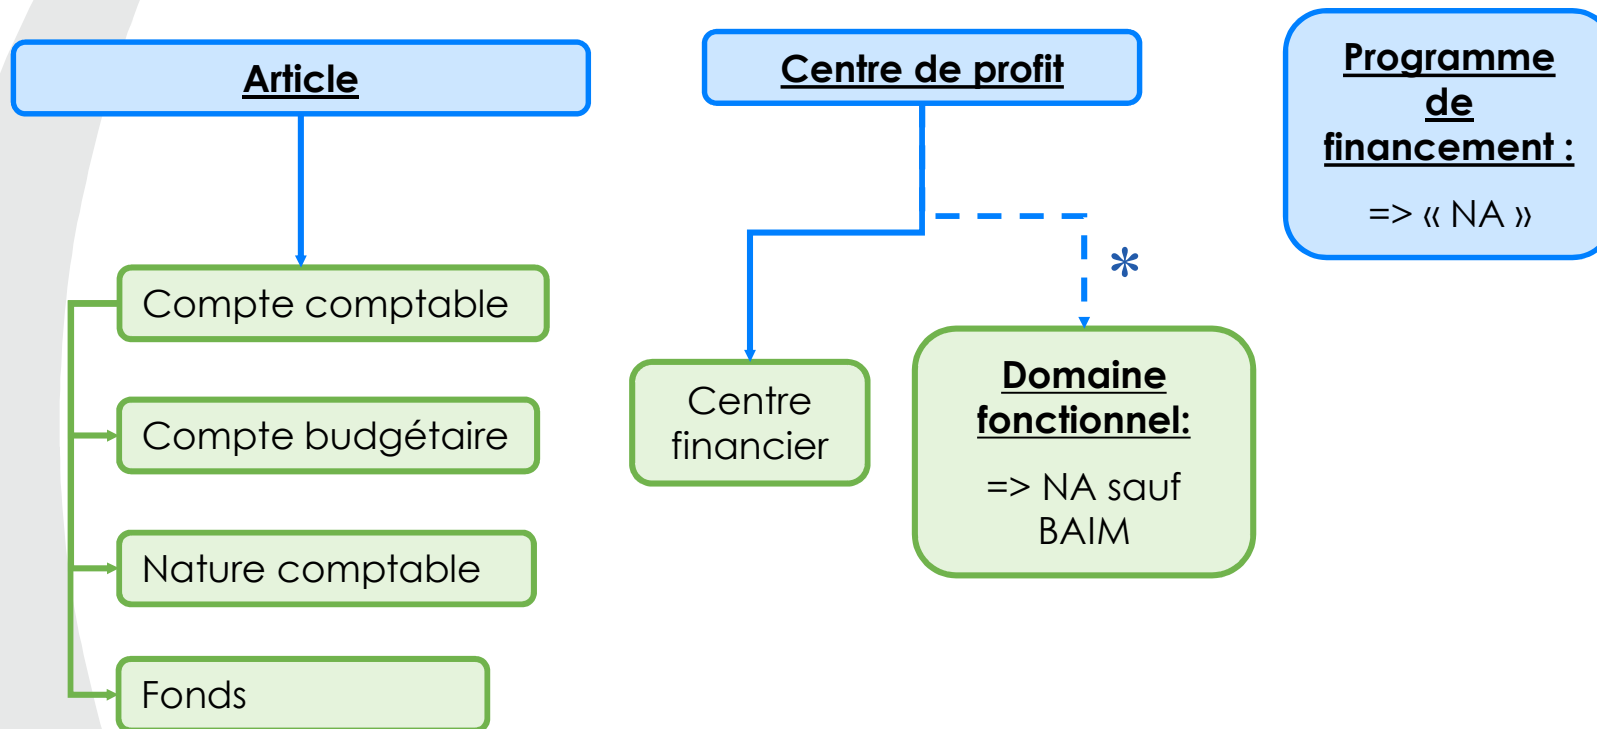 Article
Compte comptable
Compte budgétaire
Nature comptable
Fonds
Centre de profit
*
Centre
financier
Domaine
fonctionnel:
=> NA sauf
BAIM
Programme
de
financement :
=> « NA »